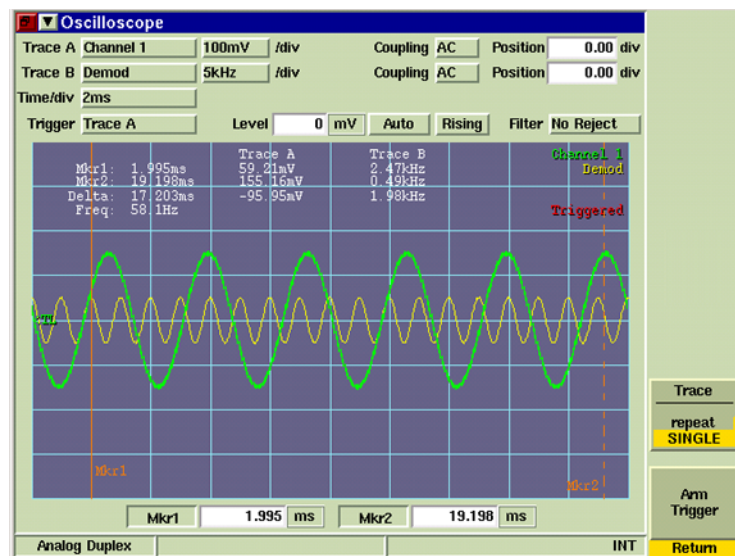 Oscilloscope
Trace A Channel 1 100mV /div Coupling AC Position 0.00 div
Trace B Demod 5kHz /div Coupling AC Position 0.00 div
Time/div 2ms
Trigger Trace A Level 0 mV Auto Rising Filter No Reject
Trace A Trace B Channel 1
Mkr1: 1.995ms 59.21mV 2.47kHz Demod
Mkr2: 19.198ms 155.16mV 0.49kHz
Delta: 17.203ms -95.95mV 1.98kHz
Freq: 58.1Hz Triggered
TL
Mkr1
Mkr2
Mkr1 1.995 ms Mkr2 19.198 ms
Analog Duplex INT
Trace
repeat
SINGLE
Arm
Trigger
Return